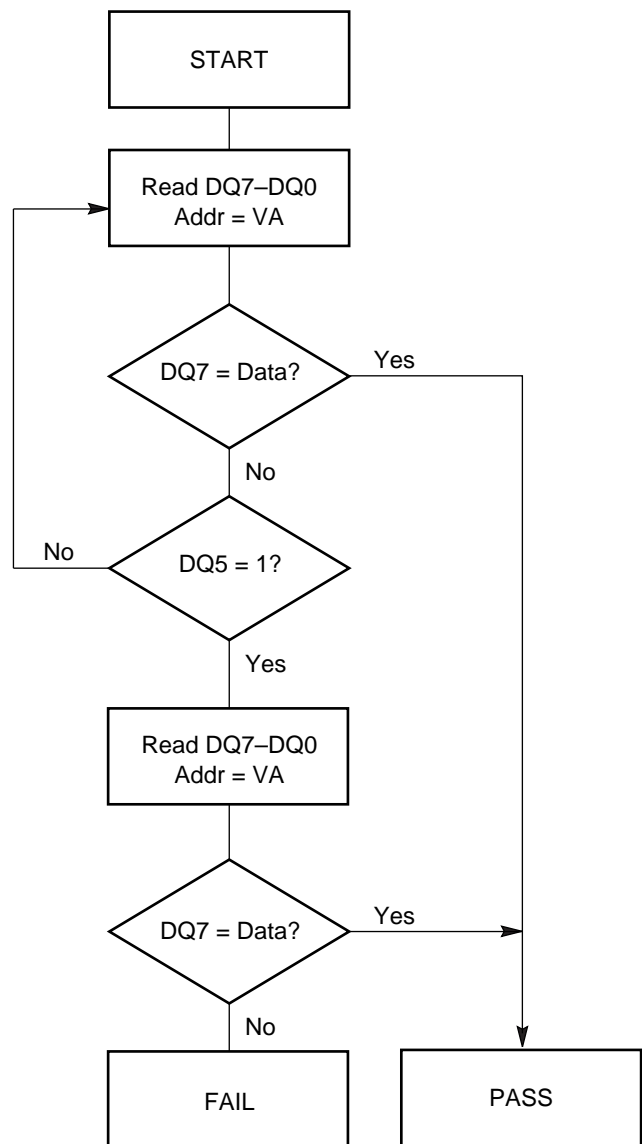 START
Read DQ7–DQ0
Addr = VA
DQ7 = Data?
Yes
No
No
DQ5 = 1?
Yes
Read DQ7–DQ0
Addr = VA
DQ7 = Data?
Yes
No
FAIL
PASS